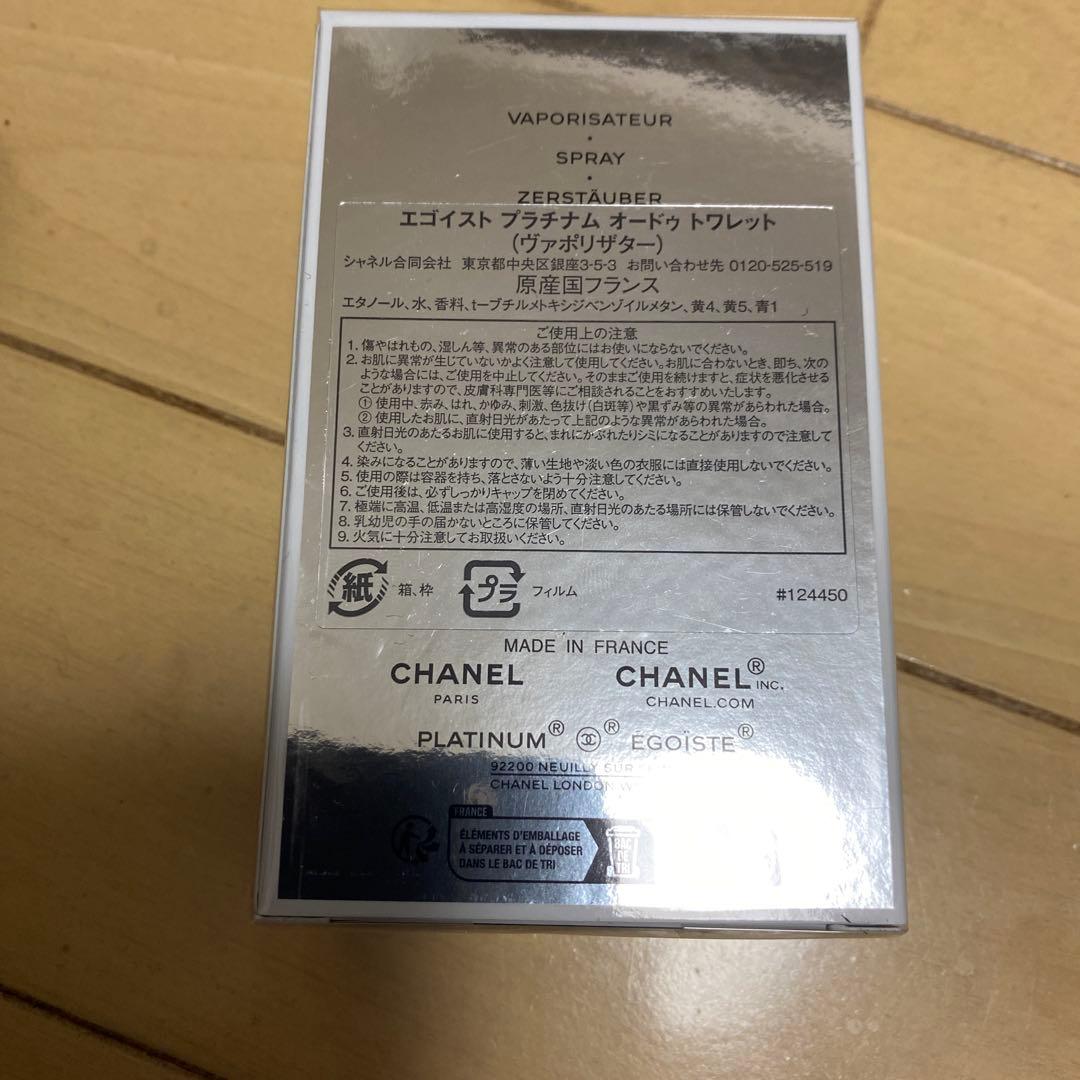 VAPORISATEUR
•
SPRAY
•
ZERSTÄUBER
エゴイスト プラチナム オードゥ トワレット
(ヴァポリザター)
シャネル合同会社 東京都中央区銀座3-5-3 お問い合わせ先 0120-525-519
原産国フランス
エタノール、水、香料、t-ブチルメトキシジベンゾイルメタン、黄4、黄5、青1
ご使用上の注意
1. 傷やはれもの、湿しん等、異常のある部位にはお使いにならないでください。
2. お肌に異常が生じていないかよく注意して使用してください。お肌に合わないとき、即ち、次の
ような場合には、ご使用を中止してください。そのままご使用を続けますと、症状を悪化させる
ことがありますので、皮膚科専門医等にご相談されることをおすすめいたします。
① 使用中、赤み、はれ、かゆみ、刺激、色抜け(白斑等)や黒ずみ等の異常があらわれた場合。
② 使用したお肌に、直射日光があたって上記のような異常があらわれた場合。
3. 直射日光のあたるお肌に使用すると、まれにかぶれたりシミになることがありますので注意して
ください。
4. 染みになることがありますので、薄い生地や淡い色の衣服には直接使用しないでください。
5. 使用の際は容器を持ち、落とさないよう十分注意してください。
6. ご使用後は、必ずしっかりキャップを閉めてください。
7. 極端に高温、低温または高湿度の場所、直射日光のあたる場所には保管しないでください。
8. 乳幼児の手の届かないところに保管してください。
9. 火気に十分注意してお取扱いください。
紙 箱、枠 プラ フィルム #124450
MADE IN FRANCE
CHANEL CHANEL® INC.
PARIS CHANEL.COM
PLATINUM® ® ÉGOÏSTE®
92200 NEUILLY SUR
CHANEL LONDON
FRANCE
ÉLÉMENTS D'EMBALLAGE
À SÉPARER ET À DÉPOSER
DANS LE BAC DE TRI
BAC
DE
TRI